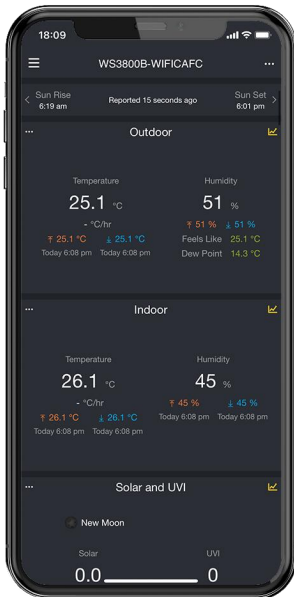 18:09
WS3800B-WIFICAFC
Sun Rise
6:19 am
Reported 15 seconds ago
Sun Set
6:01 pm
Outdoor
Temperature
25.1 °C
- °C/hr
25.1 °C 25.1 °C
Today 6:08 pm Today 6:08 pm
Humidity
51 %
51 % 51 %
Feels Like 25.1 °C
Dew Point 14.3 °C
Indoor
Temperature
26.1 °C
- °C/hr
26.1 °C 26.1 °C
Today 6:08 pm Today 6:08 pm
Humidity
45 %
45 % 45 %
Today 6:08 pm Today 6:08 pm
Solar and UVI
New Moon
Solar
0.0
UVI
0